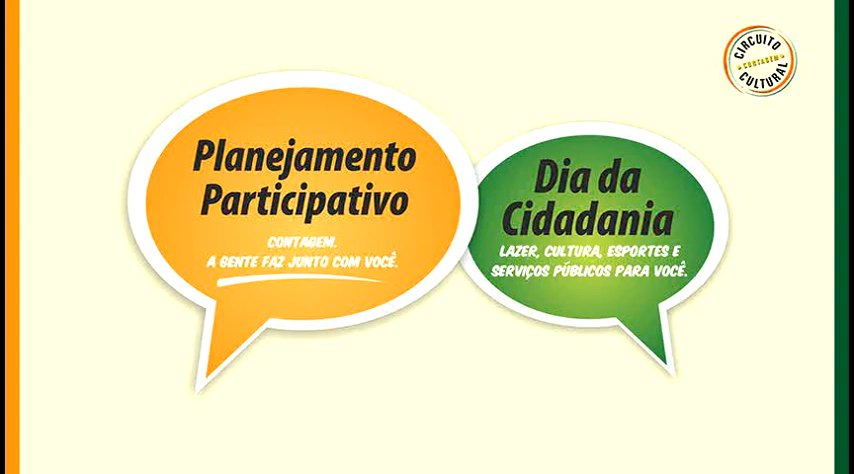 CIRCUITO
CONTAGEM
CULTURAL
Planejamento
Participativo
CONTAGEM.
A GENTE FAZ JUNTO COM VOCÊ.
Dia da
Cidadania
LAZER, CULTURA, ESPORTES E
SERVIÇOS PÚBLICOS PARA VOCÊ.